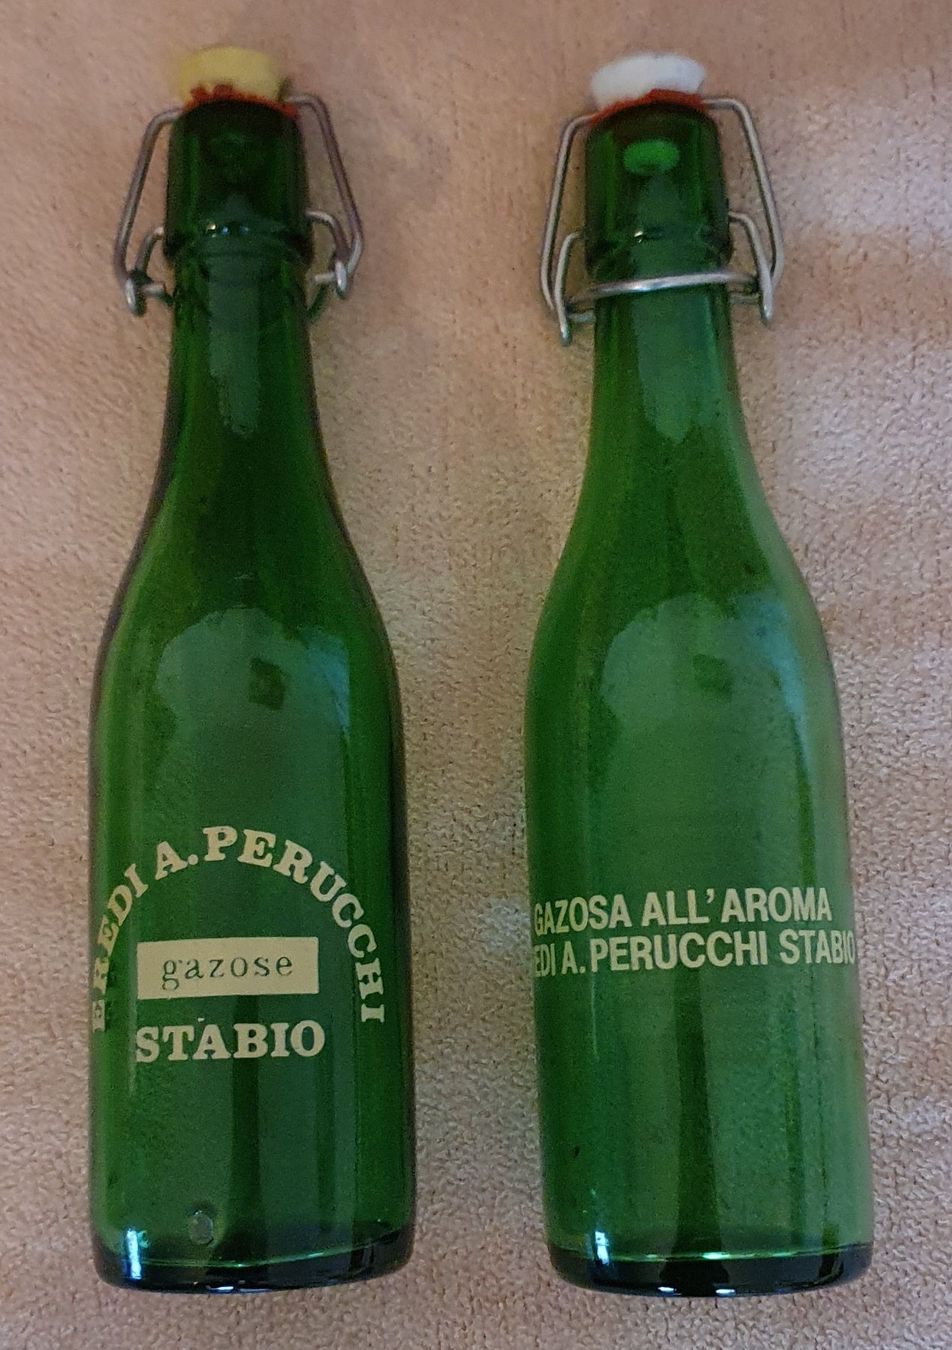 EREDI A. PERUCCHI
gazose
STABIO
GAZOSA ALL'AROMA
EDI A. PERUCCHI STABIO